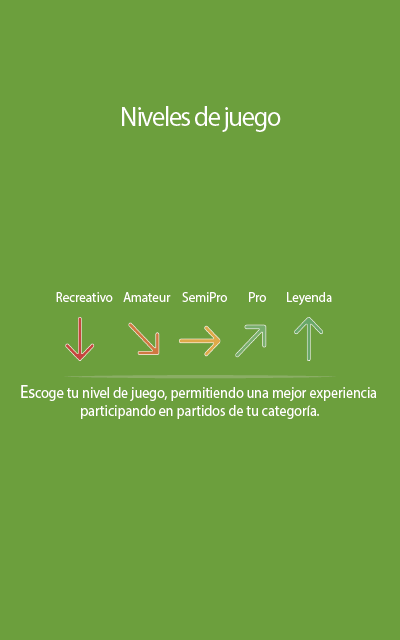 Niveles de juego
Recreativo Amateur SemiPro Pro Leyenda
Escoge tu nivel de juego, permitiendo una mejor experiencia
participando en partidos de tu categoría.